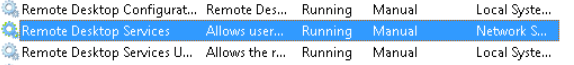 Remote Desktop Configurat... Remote Des... Running Manual Local Syste...
Remote Desktop Services Allows user... Running Manual Network S...
Remote Desktop Services U... Allows the r... Running Manual Local Syste...